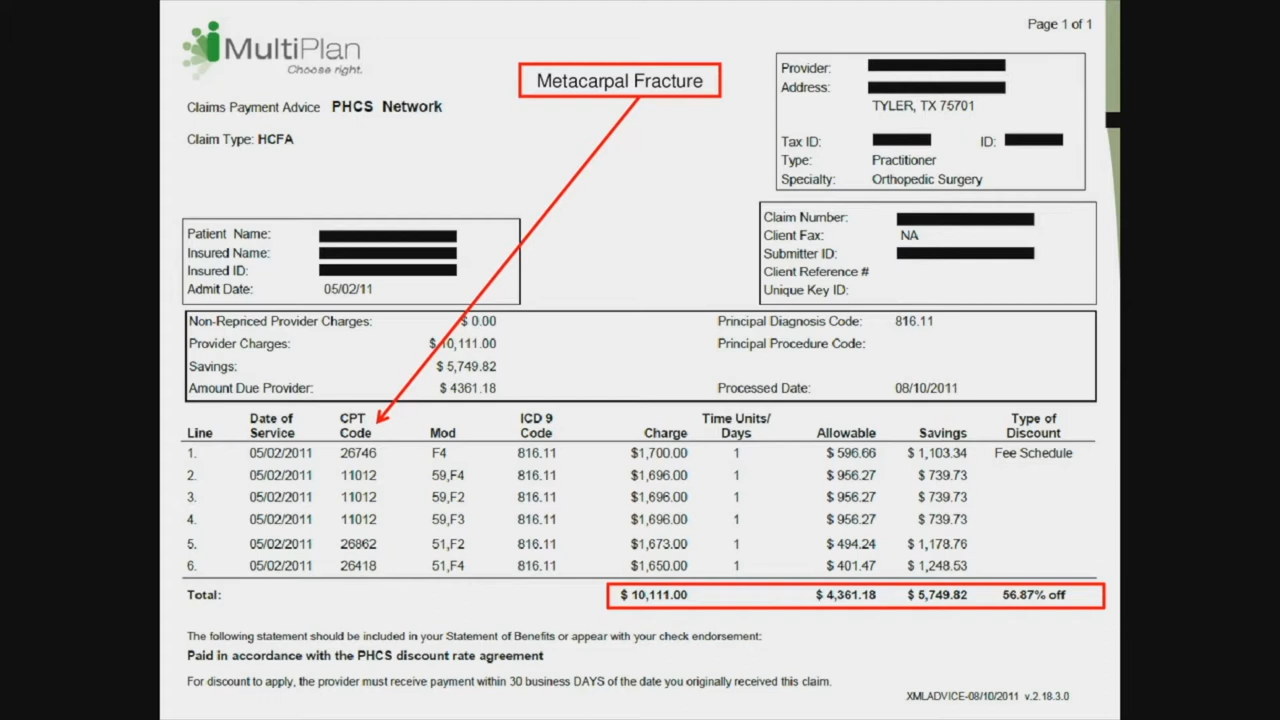 Page 1 of 1
MultiPlan
Choose right.
Metacarpal Fracture
Claims Payment Advice PHCS Network
Claim Type: HCFA
Provider:
Address:
TYLER, TX 75701
Tax ID: ID:
Type: Practitioner
Specialty: Orthopedic Surgery
Patient Name:
Insured Name:
Insured ID:
Admit Date: 05/02/11
Claim Number:
Client Fax: NA
Submitter ID:
Client Reference #
Unique Key ID:
Non-Repriced Provider Charges: $ 0.00 Principal Diagnosis Code: 816.11
Provider Charges: $ 10,111.00 Principal Procedure Code:
Savings: $ 5,749.82
Amount Due Provider: $ 4361.18 Processed Date: 08/10/2011
Date of CPT ICD 9 Time Units/ Type of
Line Service Code Mod Code Charge Days Allowable Savings Discount
1. 05/02/2011 26746 F4 816.11 $1,700.00 1 $ 596.66 $ 1,103.34 Fee Schedule
2. 05/02/2011 11012 59,F4 816.11 $1,696.00 1 $ 956.27 $ 739.73
3. 05/02/2011 11012 59,F2 816.11 $1,696.00 1 $ 956.27 $ 739.73
4. 05/02/2011 11012 59,F3 816.11 $1,696.00 1 $ 956.27 $ 739.73
5. 05/02/2011 26862 51,F2 816.11 $1,673.00 1 $ 494.24 $ 1,178.76
6. 05/02/2011 26418 51,F4 816.11 $1,650.00 1 $ 401.47 $ 1,248.53
Total: $ 10,111.00 $ 4,361.18 $ 5,749.82 56.87% off
The following statement should be included in your Statement of Benefits or appear with your check endorsement:
Paid in accordance with the PHCS discount rate agreement
For discount to apply, the provider must receive payment within 30 business DAYS of the date you originally received this claim.
XMLADVICE-08/10/2011 v.2.18.3.0